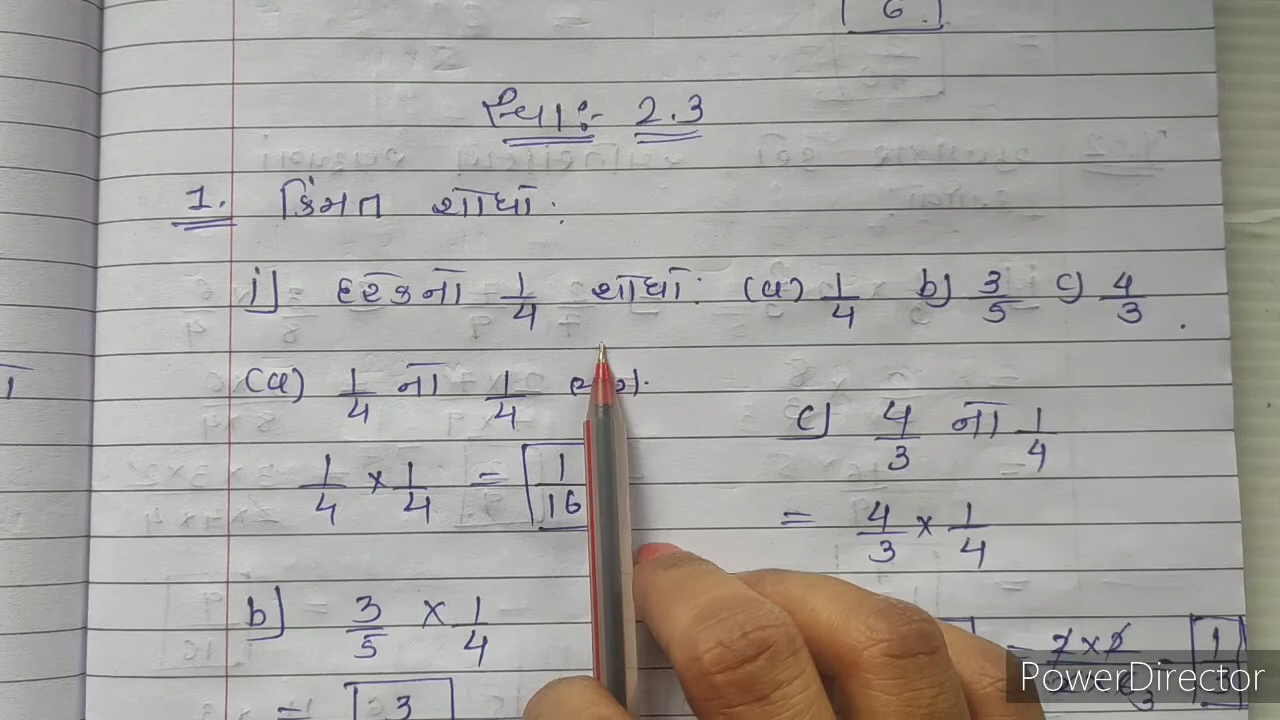 6.
સ્વા :- 2.3
1. કિંમત શોધો :
i] દરેકના 1/4 શોધો : (a) 1/4 b) 3/5 c) 4/3 .
(a) 1/4 ના 1/4
1/4 × 1/4 = 1/16
b] 3/5 × 1/4
= 3
c] 4/3 ના 1/4
= 4/3 × 1/4
PowerDirector